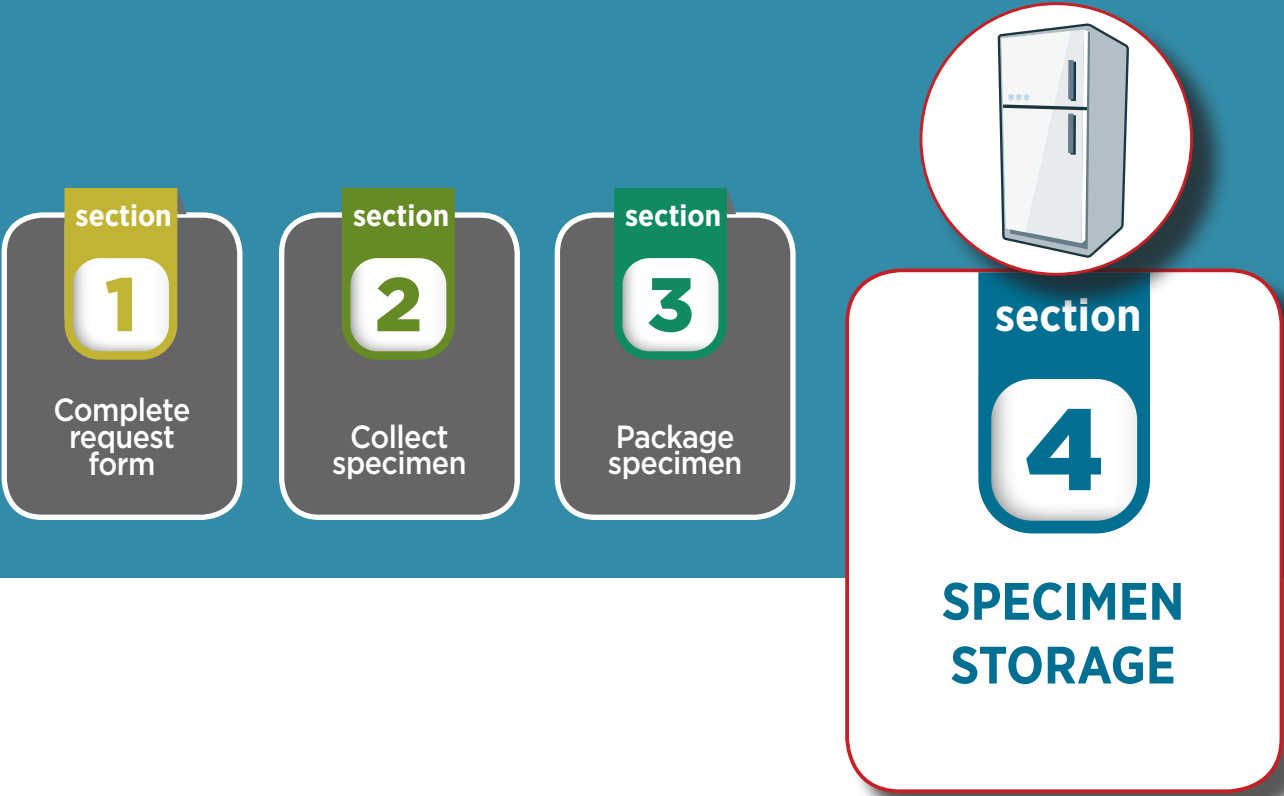 section
1
Complete
request
form
section
2
Collect
specimen
section
3
Package
specimen
section
4
SPECIMEN
STORAGE